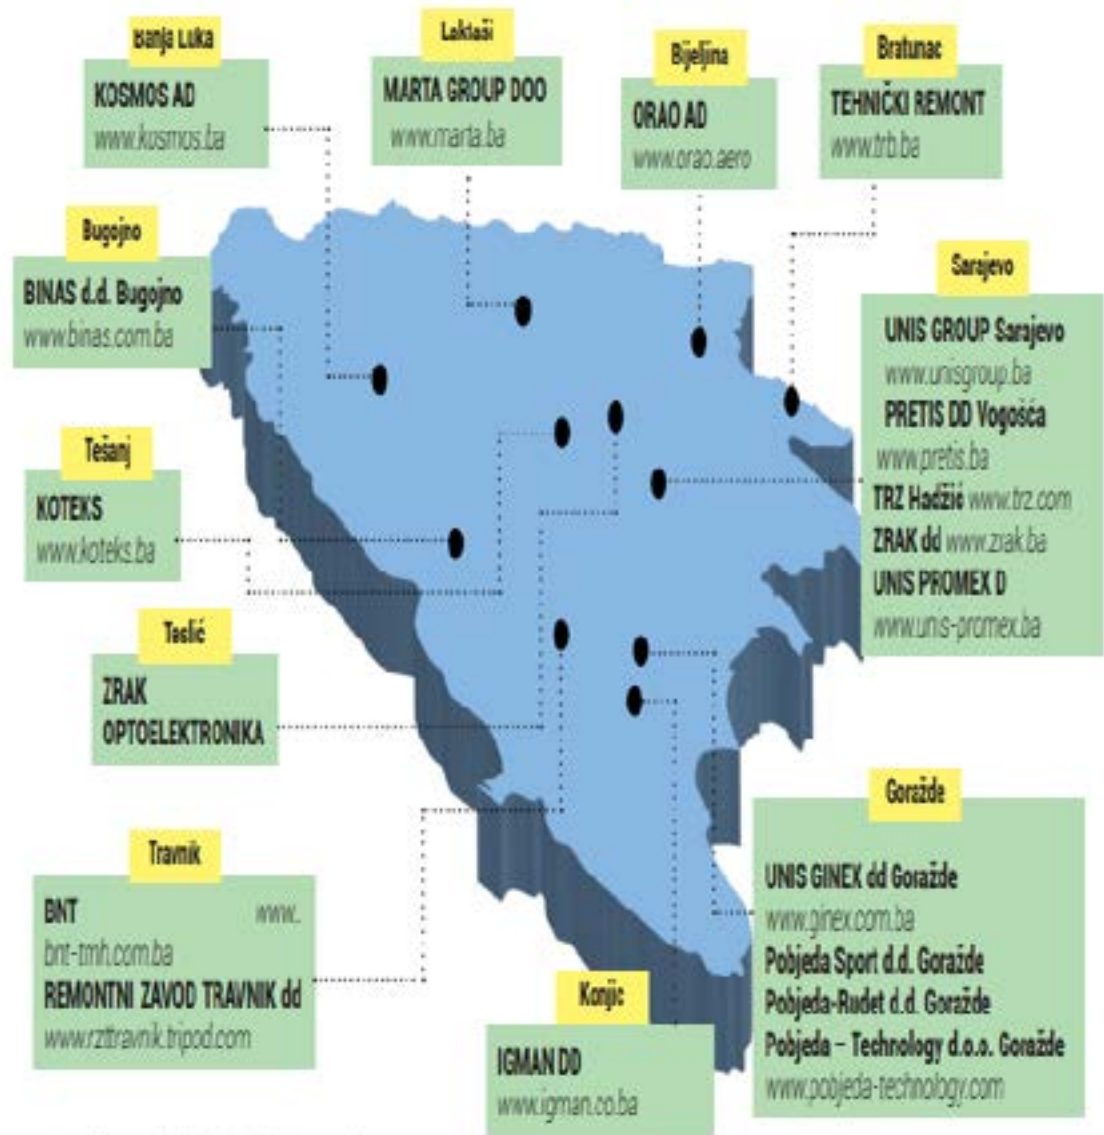 Banja Luka
KOSMOS AD
www.kosmos.ba
Laktaši
MARTA GROUP DOO
www.marta.ba
Bijeljina
ORAO AD
www.orao.aero
Bratunac
TEHNIČKI REMONT
www.trb.ba
Bugojno
BINAS d.d. Bugojno
www.binas.com.ba
Sarajevo
UNIS GROUP Sarajevo
www.unisgroup.ba
PRETIS DD Vogošća
www.pretis.ba
TRZ Hadžić www.trz.com
ZRAK dd www.zrak.ba
UNIS PROMEX D
www.unis-promex.ba
Tešanj
KOTEKS
www.koteks.ba
Teslić
ZRAK
OPTOELEKTRONIKA
Travnik
BNT www..
bnt-tmh.com.ba
REMONTNI ZAVOD TRAVNIK dd
www.rzttravnik.tripod.com
Konjic
IGMAN DD
www.igman.co.ba
Goražde
UNIS GINEX dd Goražde
www.ginex.com.ba
Pobjeda Sport d.d. Goražde
Pobjeda-Rudet d.d. Goražde
Pobjeda – Technology d.o.o. Goražde
www.pobjeda-technology.com